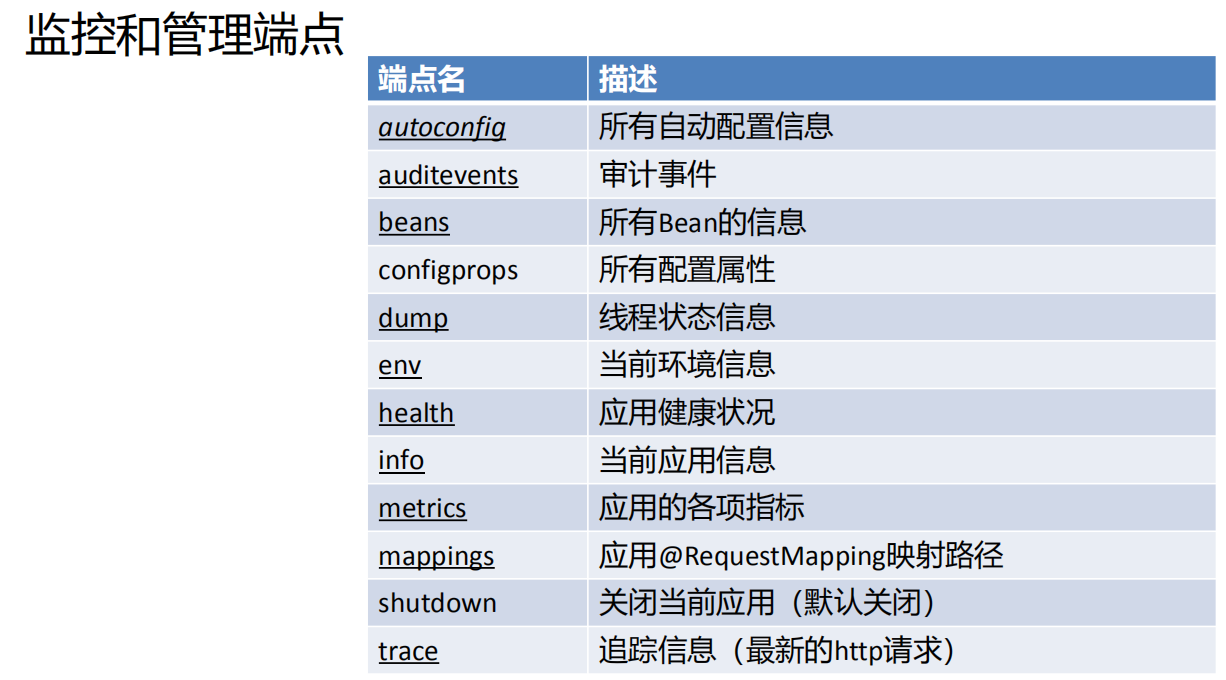 监控和管理端点
端点名 描述
autoconfig 所有自动配置信息
auditevents 审计事件
beans 所有Bean的信息
configprops 所有配置属性
dump 线程状态信息
env 当前环境信息
health 应用健康状况
info 当前应用信息
metrics 应用的各项指标
mappings 应用@RequestMapping映射路径
shutdown 关闭当前应用（默认关闭）
trace 追踪信息（最新的http请求）